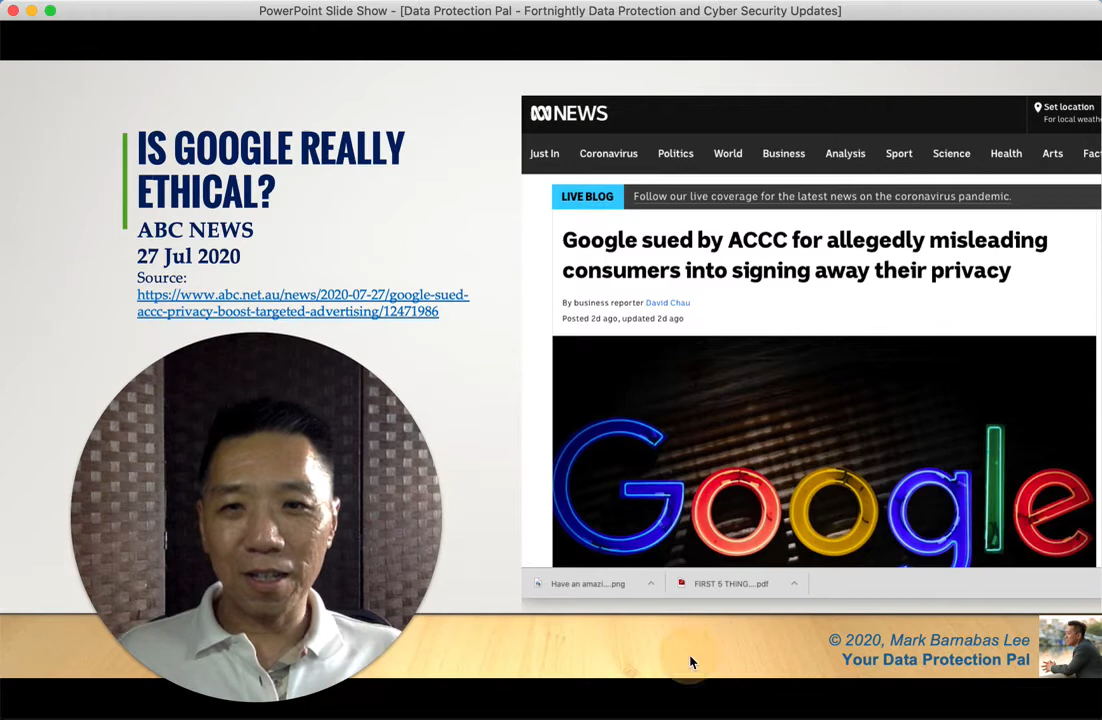 PowerPoint Slide Show - [Data Protection Pal - Fortnightly Data Protection and Cyber Security Updates]
IS GOOGLE REALLY
ETHICAL?
ABC NEWS
27 Jul 2020
Source:
https://www.abc.net.au/news/2020-07-27/google-sued-
accc-privacy-boost-targeted-advertising/12471986
NEWS
Set location
For local weathe
Just In Coronavirus Politics World Business Analysis Sport Science Health Arts Fac
LIVE BLOG Follow our live coverage for the latest news on the coronavirus pandemic.
Google sued by ACCC for allegedly misleading
consumers into signing away their privacy
By business reporter David Chau
Posted 2d ago, updated 2d ago
Google
Have an amazi....png FIRST 5 THING....pdf
© 2020, Mark Barnabas Lee
Your Data Protection Pal